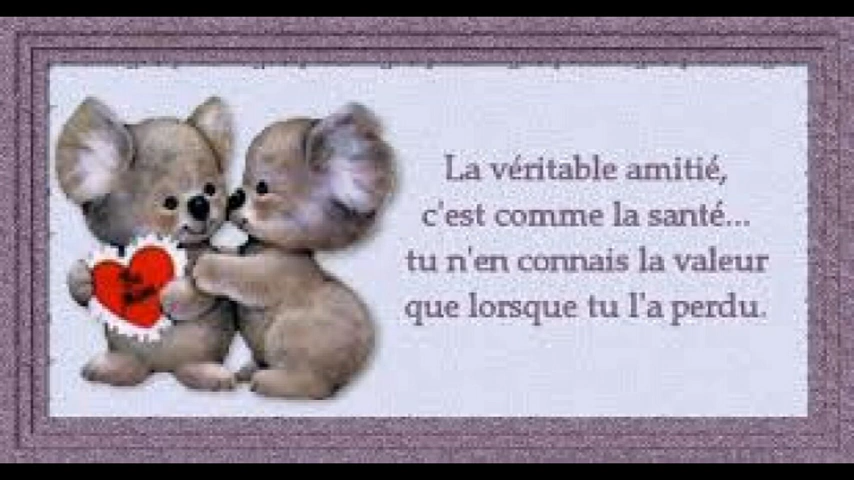 La véritable amitié,
c'est comme la santé...
tu n'en connais la valeur
que lorsque tu l'a perdu.